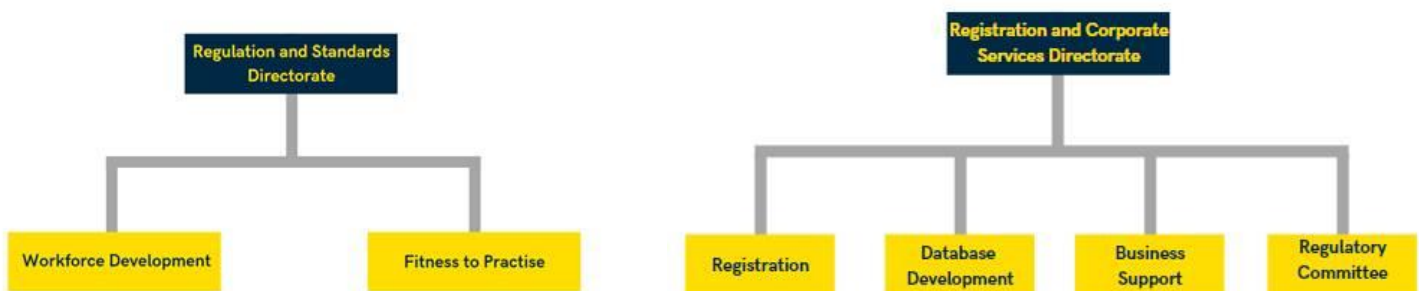 Regulation and Standards
Directorate
Registration and Corporate
Services Directorate
Workforce Development
Fitness to Practise
Registration
Database
Development
Business
Support
Regulatory
Committee